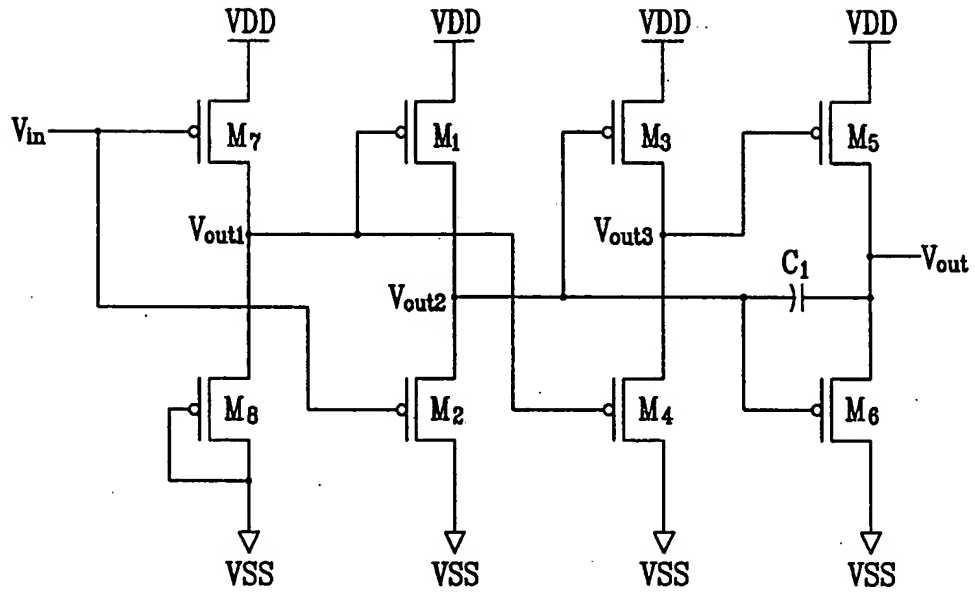 VDD VDD VDD VDD
Vin M7 M1 M3 M5
Vout1 Vout3 C1 Vout
Vout2
M8 M2 M4 M6
VSS VSS VSS VSS